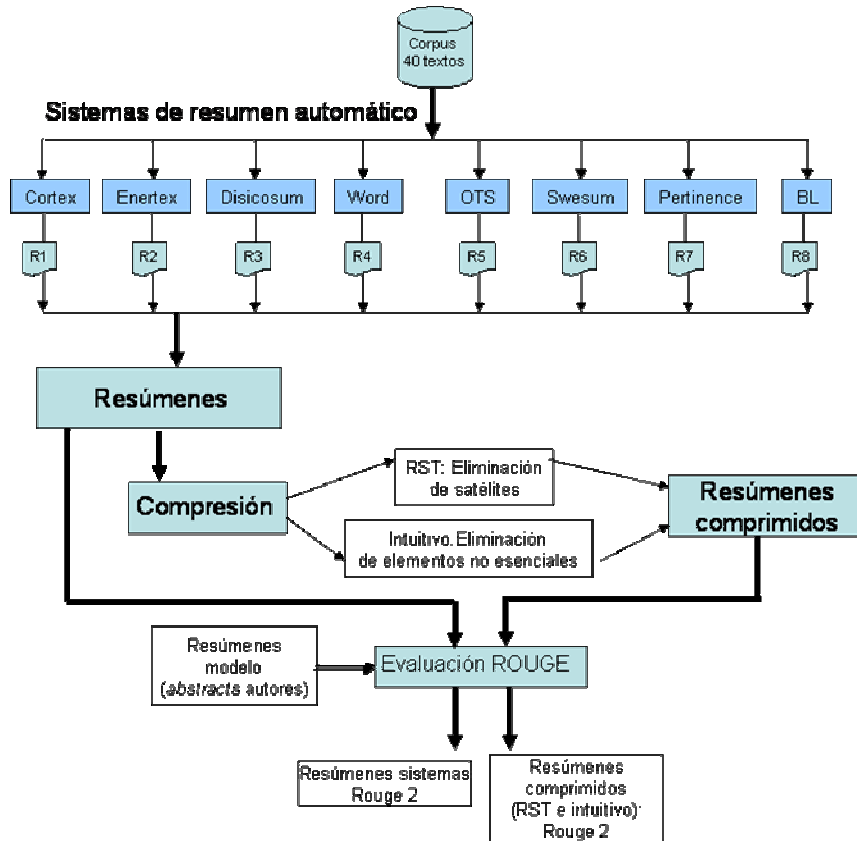 Corpus
40 textos
Sistemas de resumen automático
Cortex Enertex Disicosum Word OTS Swesum Pertinence BL
R1 R2 R3 R4 R5 R6 R7 R8
Resúmenes
Compresión
RST: Eliminación
de satélites
Intuitivo. Eliminación
de elementos no esenciales
Resúmenes
comprimidos
Resúmenes
modelo
(abstracts autores)
Evaluación ROUGE
Resúmenes sistemas
Rouge 2
Resúmenes
comprimidos
(RST e intuitivo):
Rouge 2